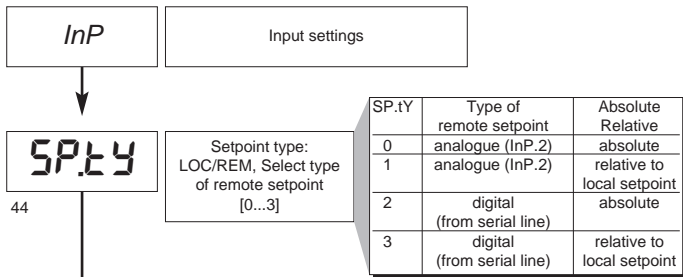 InP
Input settings
SP.tY
44
Setpoint type:
LOC/REM, Select type
of remote setpoint
[0...3]
SP.tY Type of remote setpoint Absolute Relative
0 analogue (InP.2) absolute
1 analogue (InP.2) relative to local setpoint
2 digital (from serial line) absolute
3 digital (from serial line) relative to local setpoint